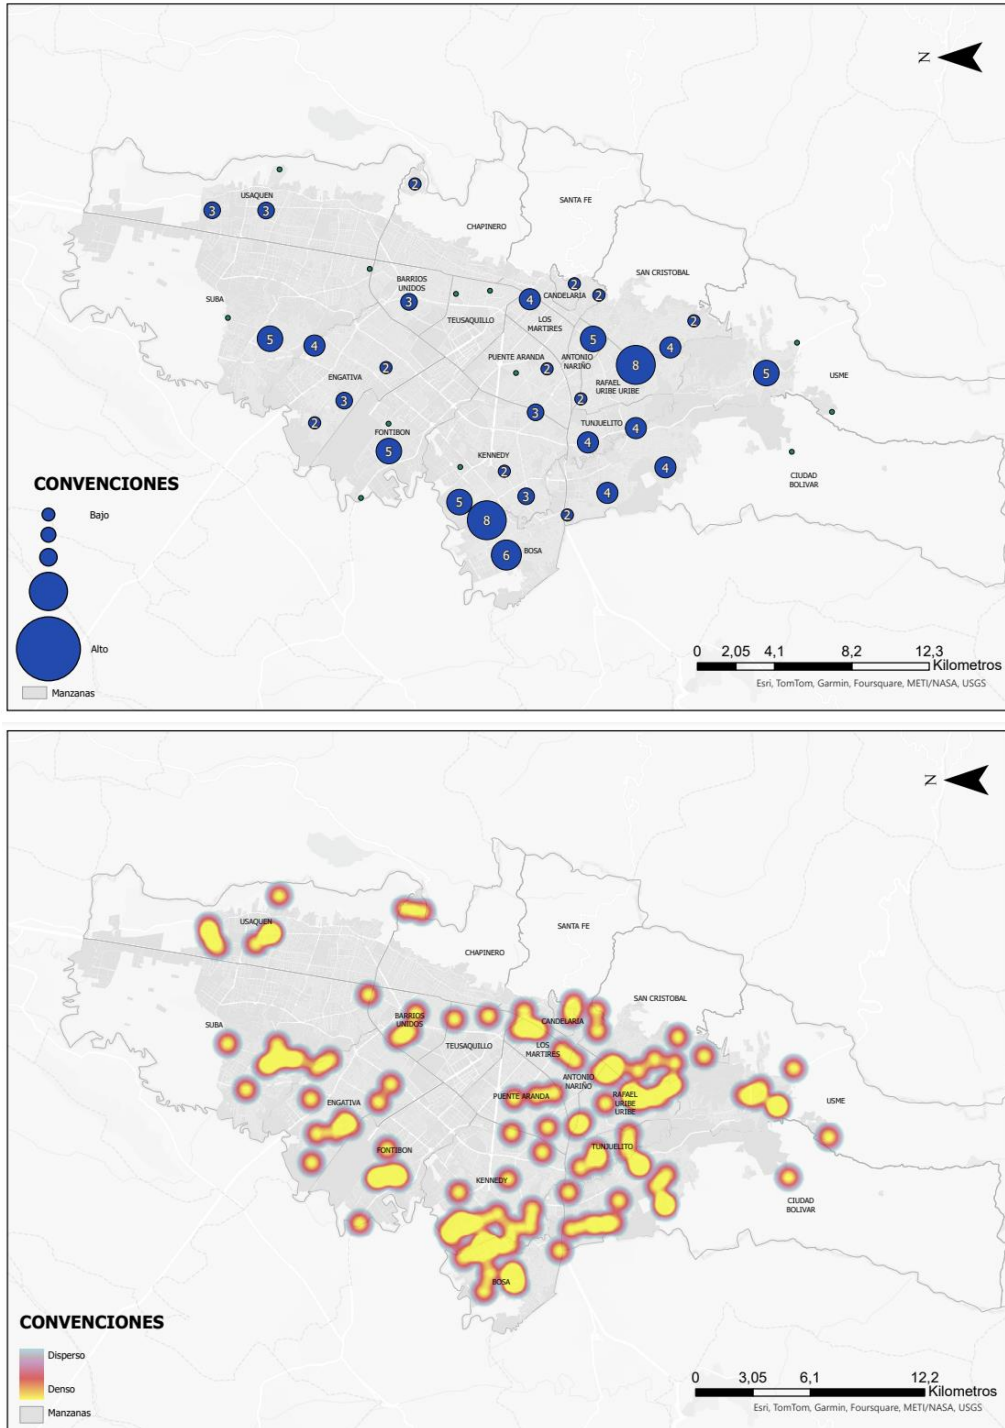 N
2
USAQUEN
SANTA FE
3
3
CHAPINERO
SAN CRISTOBAL
BARRIOS
UNIDOS
2
CANDELARIA
2
SUBA
3
4
TEUSAQUILLO
LOS
MARTIRES
2
5
4
5
4
PUENTE ARANDA
ANTONIO
NARIÑO
8
5
ENGATIVA
2
2
RAFAEL
URIBE URIBE
USME
3
2
3
2
TUNJUELITO
4
FONTIBON
4
5
KENNEDY
2
4
CIUDAD
BOLIVAR
CONVENCIONES
5
3
4
Bajo
8
2
6
BOSA
Alto
Manzanas
0 2,05 4,1 8,2 12,3
Kilometros
Esri, TomTom, Garmin, Foursquare, METI/NASA, USGS
N
USAQUEN
SANTA FE
CHAPINERO
SAN CRISTOBAL
BARRIOS
UNIDOS
CANDELARIA
SUBA
TEUSAQUILLO
LOS
MARTIRES
ANTONIO
NARIÑO
PUENTE ARANDA
RAFAEL
URIBE
URIBE
USME
ENGATIVA
TUNJUELITO
FONTIBON
KENNEDY
CIUDAD
BOLIVAR
BOSA
CONVENCIONES
Disperso
Denso
Manzanas
0 3,05 6,1 12,2
Kilometros
Esri, TomTom, Garmin, Foursquare, METI/NASA, USGS